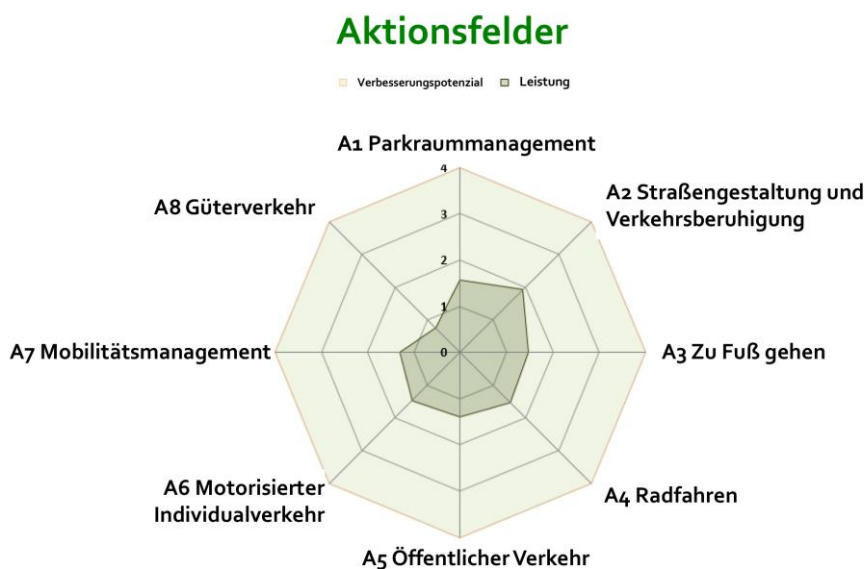 Aktionsfelder
Verbesserungspotenzial Leistung
A1 Parkraummanagement
4
A2 Straßengestaltung und
Verkehrsberuhigung
A8 Güterverkehr
3
2
1
A7 Mobilitätsmanagement
0
A3 Zu Fuß gehen
A6 Motorisierter
Individualverkehr
A4 Radfahren
A5 Öffentlicher Verkehr